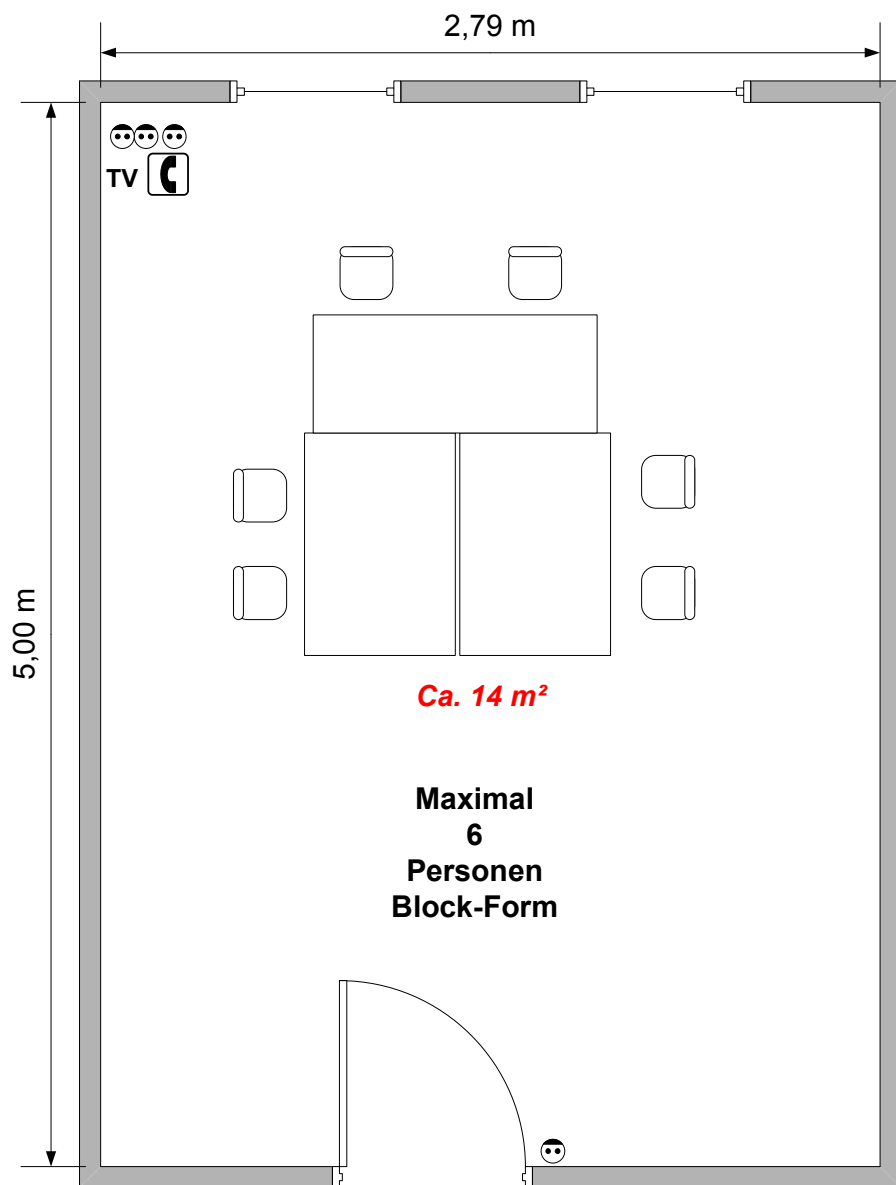 2,79 m
TV
5,00 m
Ca. 14 m²
Maximal
6
Personen
Block-Form